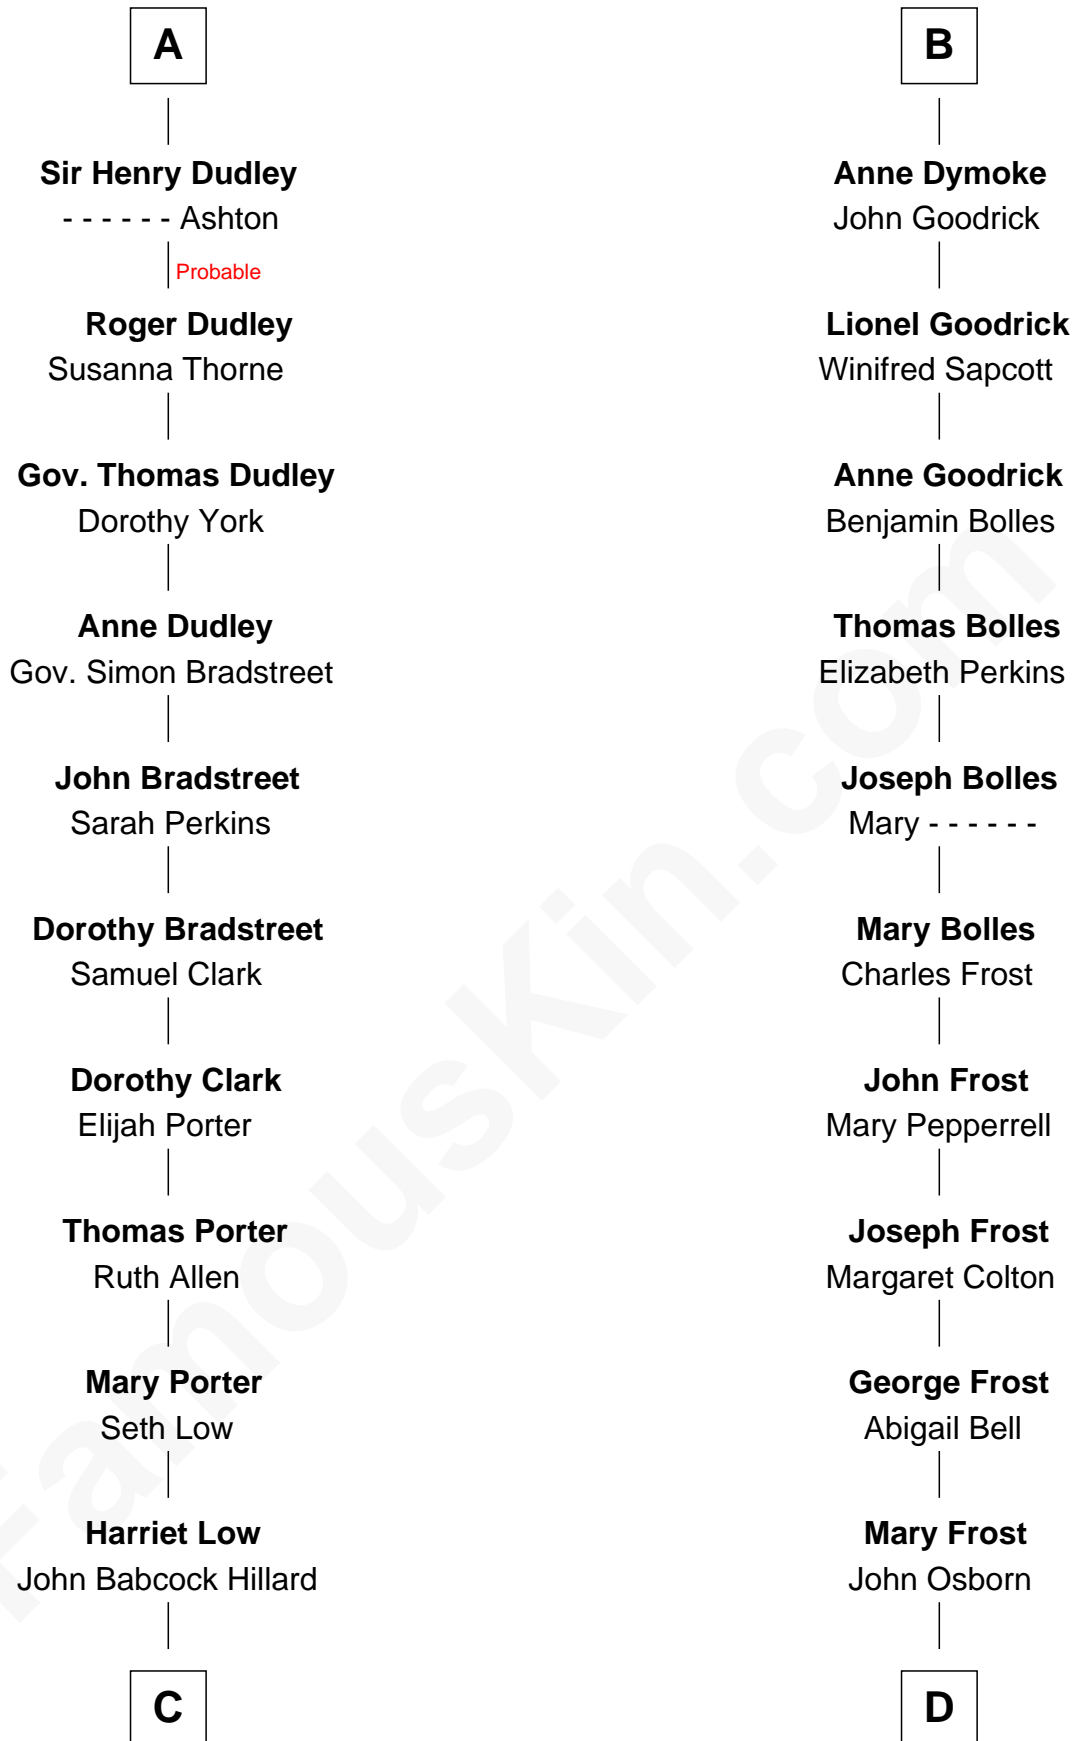 A
Sir Henry Dudley
- - - - - - Ashton
Probable
Roger Dudley
Susanna Thorne
Gov. Thomas Dudley
Dorothy York
Anne Dudley
Gov. Simon Bradstreet
John Bradstreet
Sarah Perkins
Dorothy Bradstreet
Samuel Clark
Dorothy Clark
Elijah Porter
Thomas Porter
Ruth Allen
Mary Porter
Seth Low
Harriet Low
John Babcock Hillard
C
B
Anne Dymoke
John Goodrick
Lionel Goodrick
Winifred Sapcott
Anne Goodrick
Benjamin Bolles
Thomas Bolles
Elizabeth Perkins
Joseph Bolles
Mary - - - - - -
Mary Bolles
Charles Frost
John Frost
Mary Pepperrell
Joseph Frost
Margaret Colton
George Frost
Abigail Bell
Mary Frost
John Osborn
D
FamousKin.com